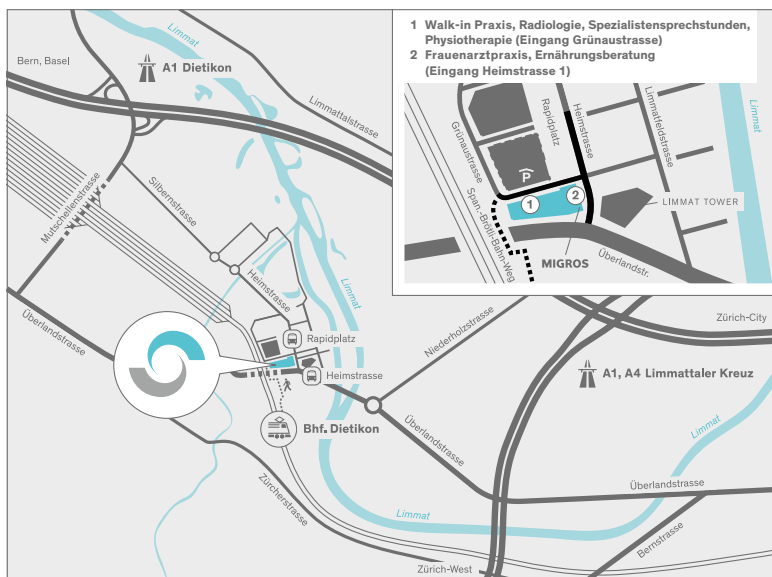 1 Walk-in Praxis, Radiologie, Spezialistensprechstunden,
Physiotherapie (Eingang Grünaustrasse)
2 Frauenarztpraxis, Ernährungsberatung
(Eingang Heimstrasse 1)
Limmat
Bern, Basel
A1 Dietikon
Limmattalstrasse
Mutschellenstrasse
Silbernstrasse
Heimstrasse
Limmat
Überlandstrasse
Rapidplatz
Heimstrasse
Bhf. Dietikon
Niederholzstrasse
Zürich-City
A1, A4 Limmattaler Kreuz
Überlandstrasse
Zürcherstrasse
Limmat
Limmat
Überlandstrasse
Bernstrasse
Zürich-West
Grünaustrasse
Rapidplatz
Heimstrasse
Limmatfeldstrasse
Limmat
P
1
2
LIMMAT TOWER
Span.-Brötli-Bahn-Weg
MIGROS
Überlandstr.